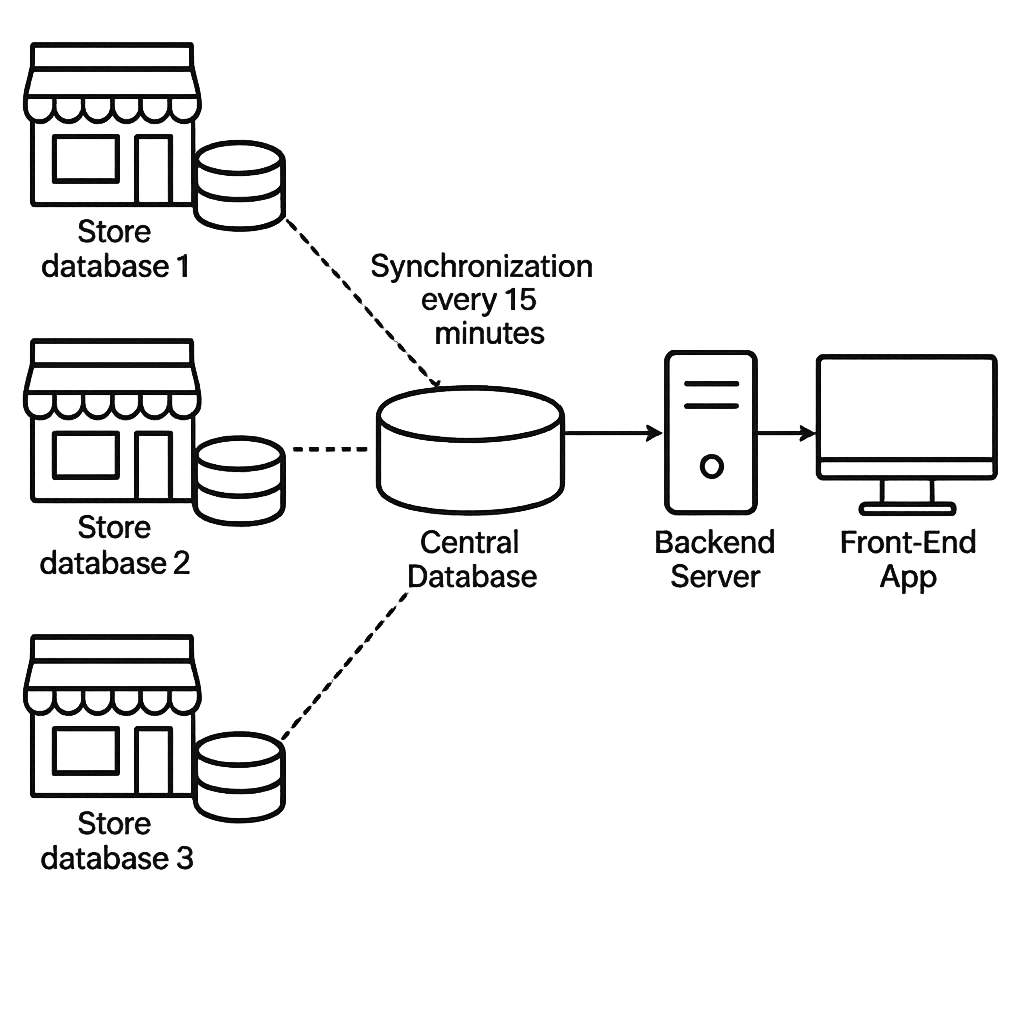 Store
database 1
Synchronization
every 15
minutes
Store
database 2
Central
Database
Backend
Server
Front-End
App
Store
database 3